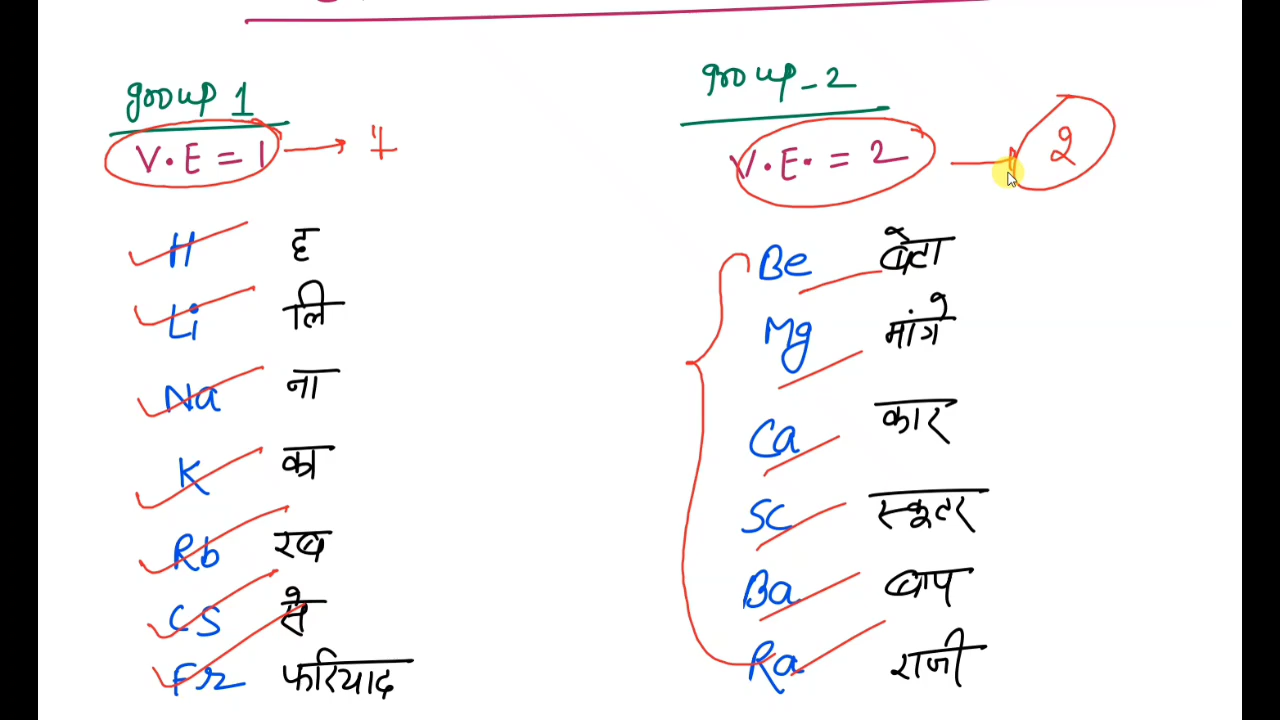 group 1
V.E = 1 → 1
H ह
Li लि
Na ना
K का
Rb रब
Cs से
Fr फरियाद
group-2
V.E. = 2 → 2
Be बेटा
Mg मांगे
Ca कार
Sc स्कूटर
Ba बाप
Ra राजी